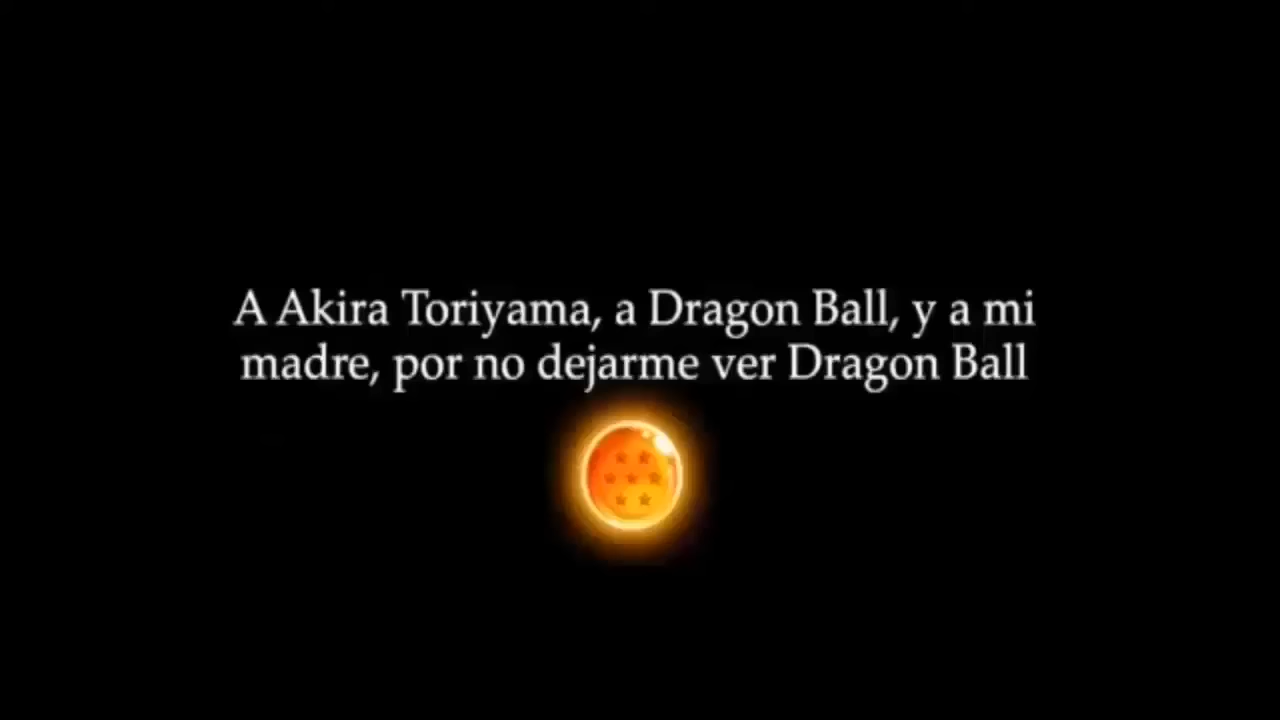 A Akira Toriyama, a Dragon Ball, y a mi
madre, por no dejarme ver Dragon Ball